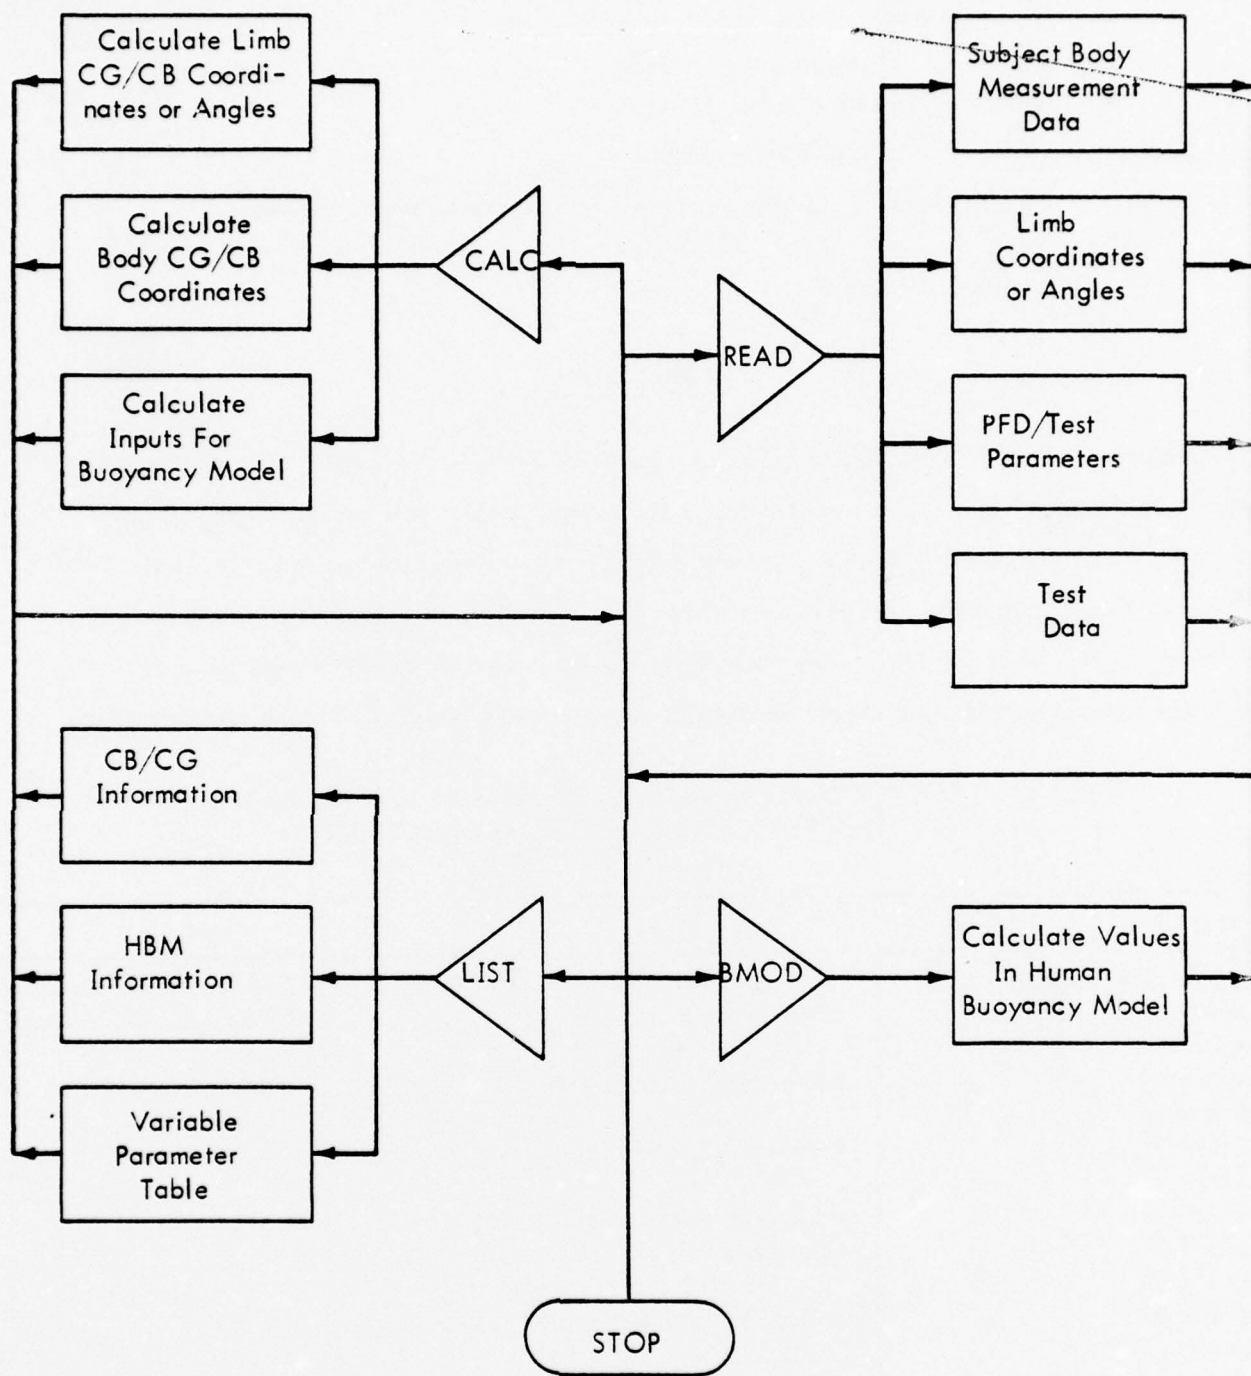 Calculate Limb
CG/CB Coordi-
nates or Angles
Calculate
Body CG/CB
Coordinates
Calculate
Inputs For
Buoyancy Model
CALC
READ
Subject Body
Measurement
Data
Limb
Coordinates
or Angles
PFD/Test
Parameters
Test
Data
CB/CG
Information
HBM
Information
Variable
Parameter
Table
LIST
BMOD
Calculate Values
In Human
Buoyancy Model
STOP